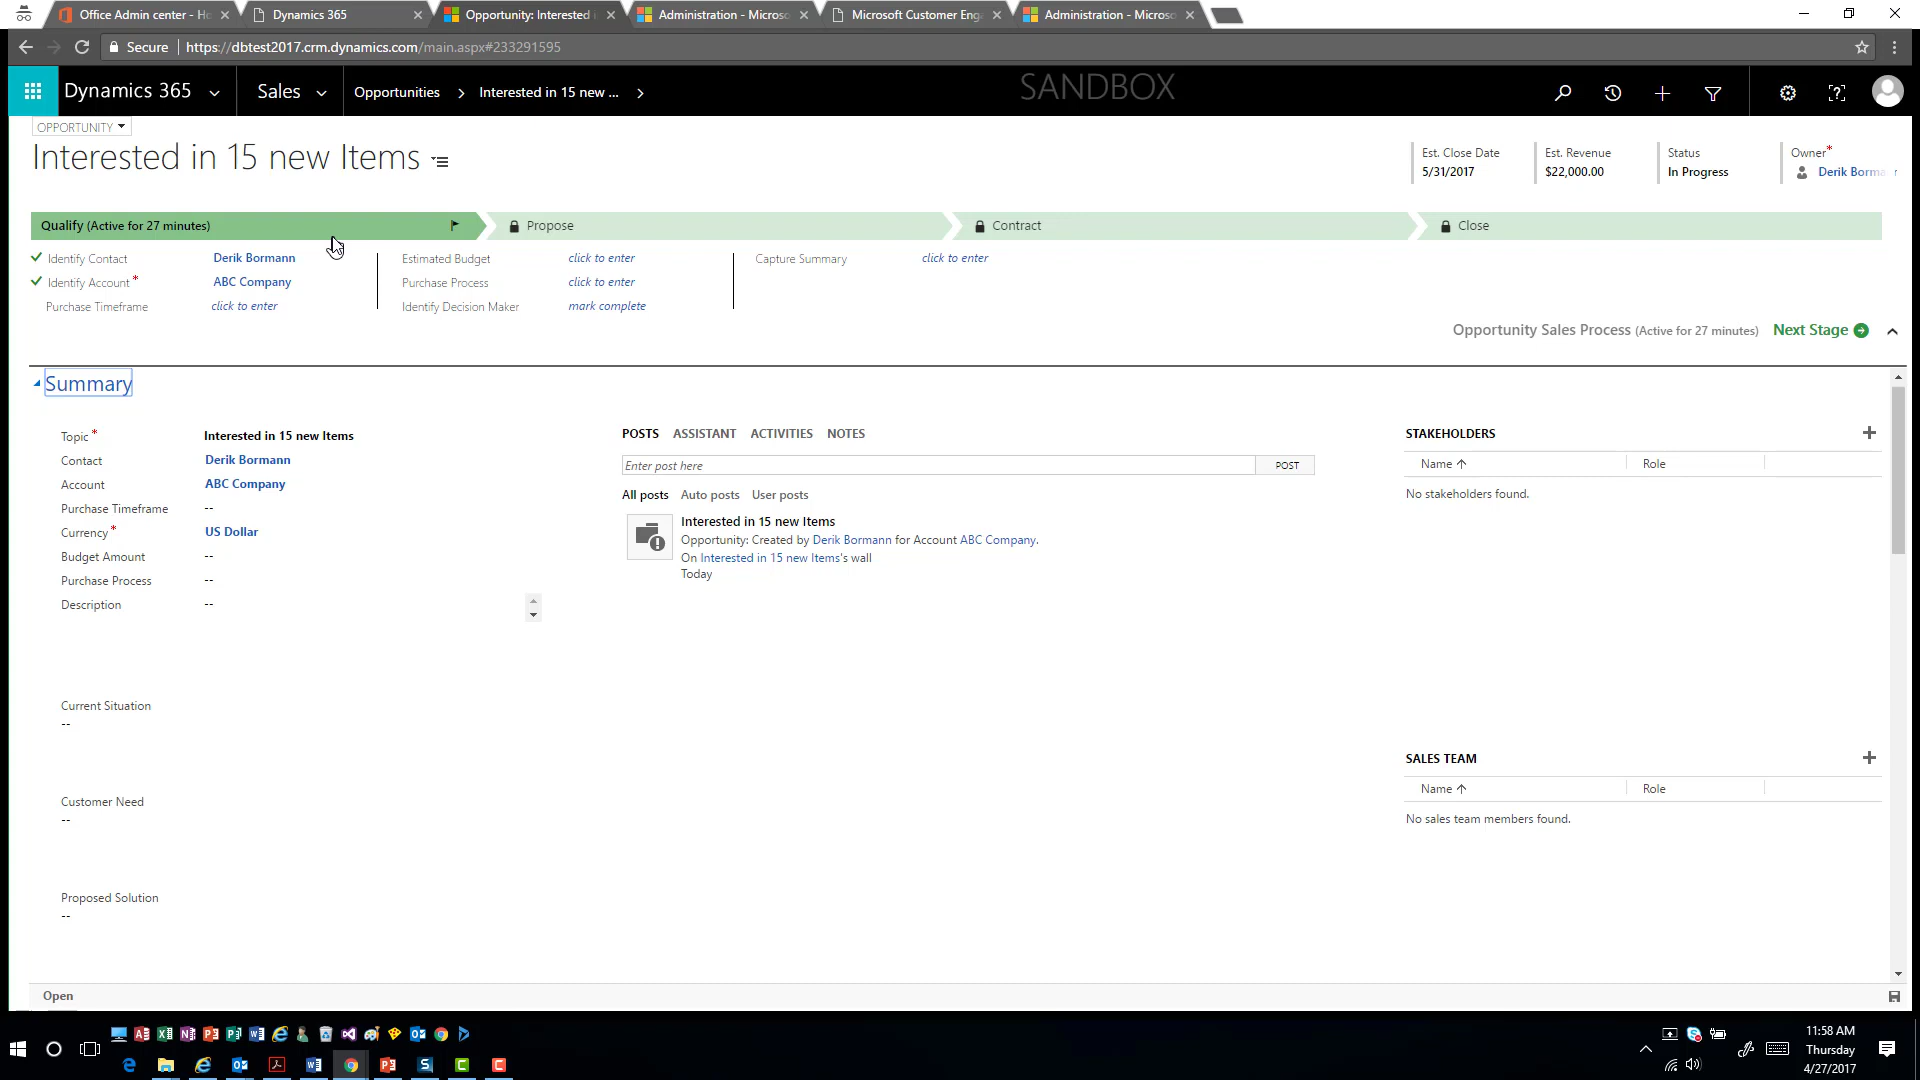 Office Admin center - Ho
Dynamics 365
Opportunity: Interested i
Administration - Microso
Microsoft Customer Eng
Administration - Microso
Secure
https://dbtest2017.crm.dynamics.com/main.aspx#233291595
Dynamics 365
Sales
Opportunities
Interested in 15 new ...
SANDBOX
OPPORTUNITY
Interested in 15 new Items
Est. Close Date
5/31/2017
Est. Revenue
$22,000.00
Status
In Progress
Owner*
Derik Borma
Qualify (Active for 27 minutes)
Propose
Contract
Close
Identify Contact
Derik Bormann
Estimated Budget
click to enter
Capture Summary
click to enter
Identify Account *
ABC Company
Purchase Process
click to enter
Purchase Timeframe
click to enter
Identify Decision Maker
mark complete
Opportunity Sales Process (Active for 27 minutes)
Next Stage
Summary
Topic *
Interested in 15 new Items
Contact
Derik Bormann
Account
ABC Company
Purchase Timeframe
--
Currency *
US Dollar
Budget Amount
--
Purchase Process
--
Description
--
Current Situation
--
Customer Need
--
Proposed Solution
--
POSTS
ASSISTANT
ACTIVITIES
NOTES
Enter post here
POST
All posts
Auto posts
User posts
Interested in 15 new Items
Opportunity: Created by Derik Bormann for Account ABC Company.
On Interested in 15 new Items's wall
Today
STAKEHOLDERS
Name
Role
No stakeholders found.
SALES TEAM
Name
Role
No sales team members found.
Open
11:58 AM
Thursday
4/27/2017